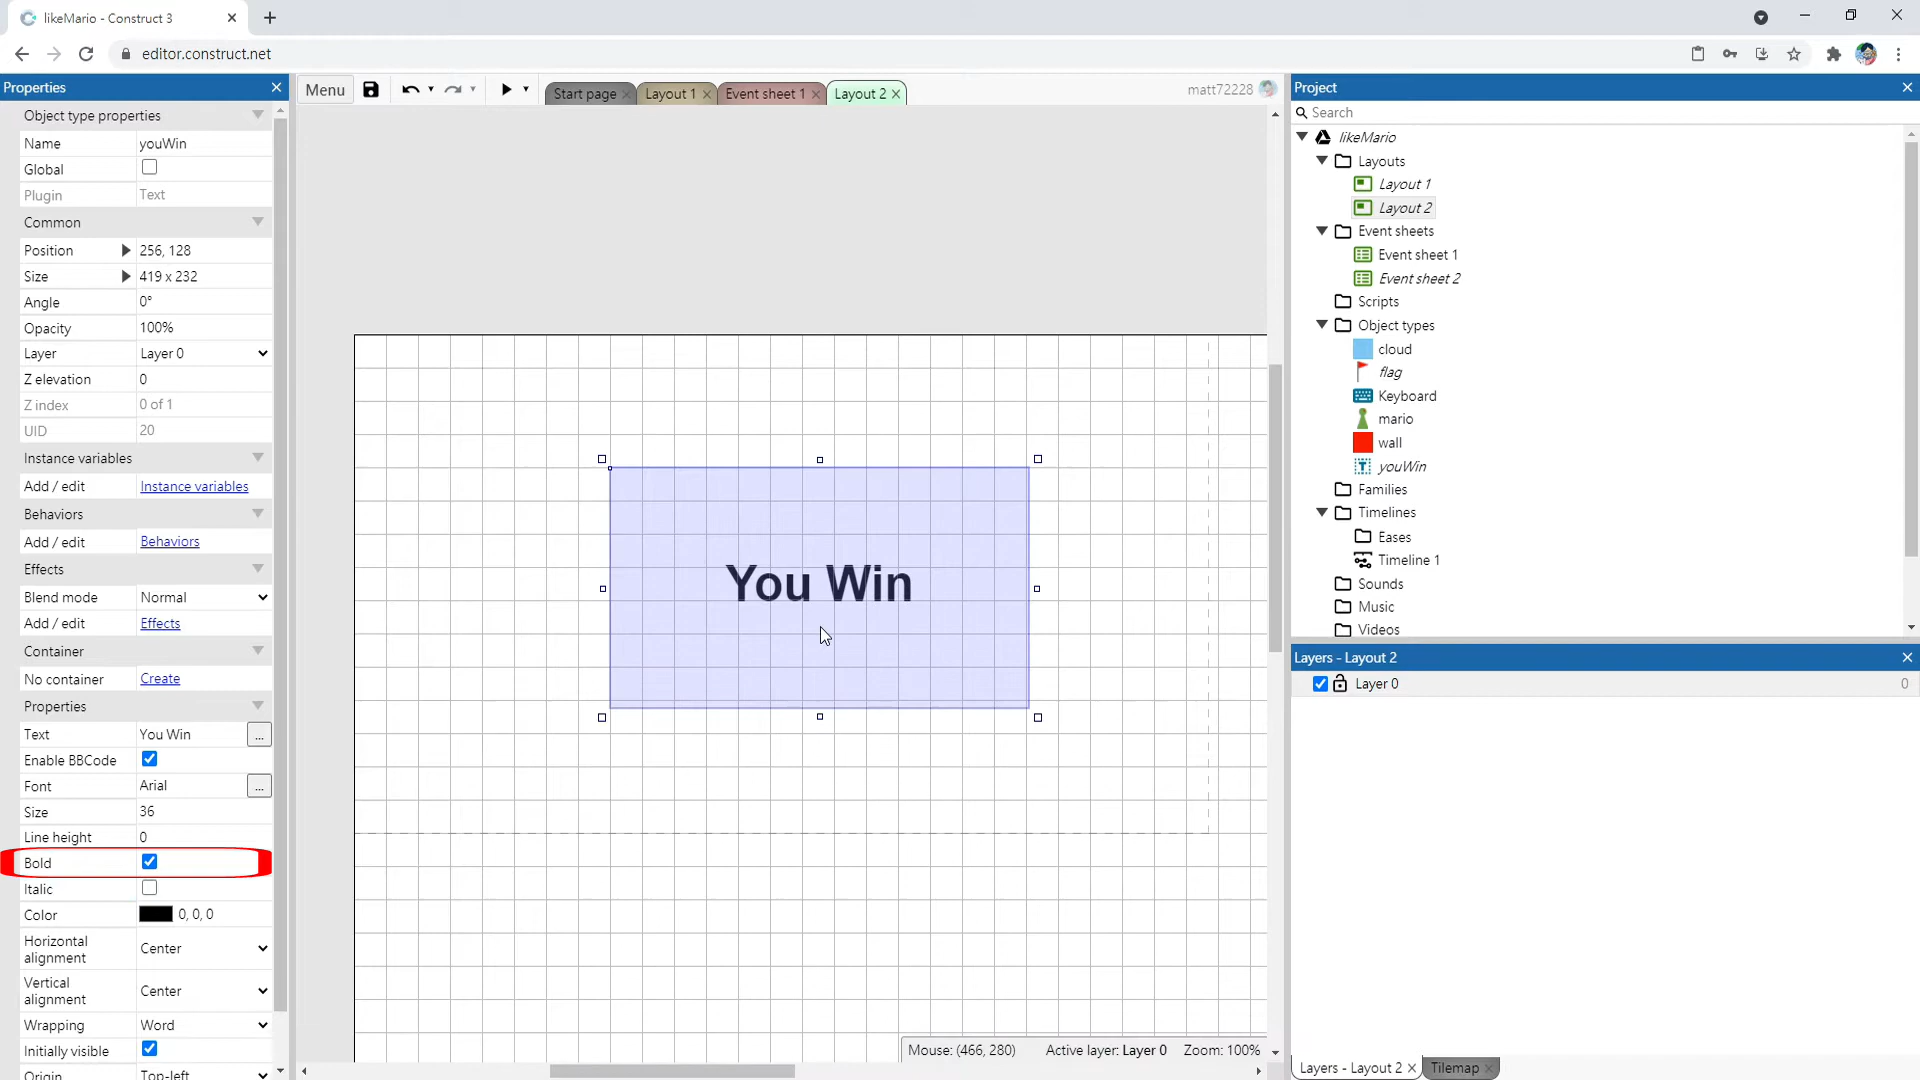 likeMario - Construct 3
editor.construct.net
Properties
Object type properties
Name youWin
Global
Plugin Text
Common
Position 256, 128
Size 419 x 232
Angle 0°
Opacity 100%
Layer Layer 0
Z elevation 0
Z index 0 of 1
UID 20
Instance variables
Add / edit Instance variables
Behaviors
Add / edit Behaviors
Effects
Blend mode Normal
Add / edit Effects
Container
No container Create
Properties
Text You Win ...
Enable BBCode
Font Arial ...
Size 36
Line height 0
Bold
Italic
Color 0, 0, 0
Horizontal
alignment Center
Vertical
alignment Center
Wrapping Word
Initially visible
Origin Top-left
Menu
Start page Layout 1 Event sheet 1 Layout 2
matt72228
You Win
Mouse: (466, 280) Active layer: Layer 0 Zoom: 100%
Project
Search
likeMario
Layouts
Layout 1
Layout 2
Event sheets
Event sheet 1
Event sheet 2
Scripts
Object types
cloud
flag
Keyboard
mario
wall
youWin
Families
Timelines
Eases
Timeline 1
Sounds
Music
Videos
Layers - Layout 2
Layer 0 0
Layers - Layout 2 Tilemap